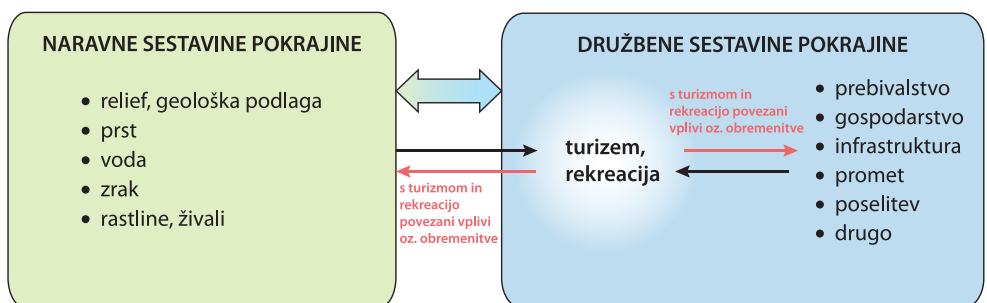 NARAVNE SESTAVINE POKRAJINE
• relief, geološka podlaga
• prst
• voda
• zrak
• rastline, živali
s turizmom in
rekreacijo
povezani vplivi
oz. obremenitve
DRUŽBENE SESTAVINE POKRAJINE
turizem,
rekreacija
s turizmom in
rekreacijo povezani
vplivi oz. obremenitve
• prebivalstvo
• gospodarstvo
• infrastruktura
• promet
• poselitev
• drugo